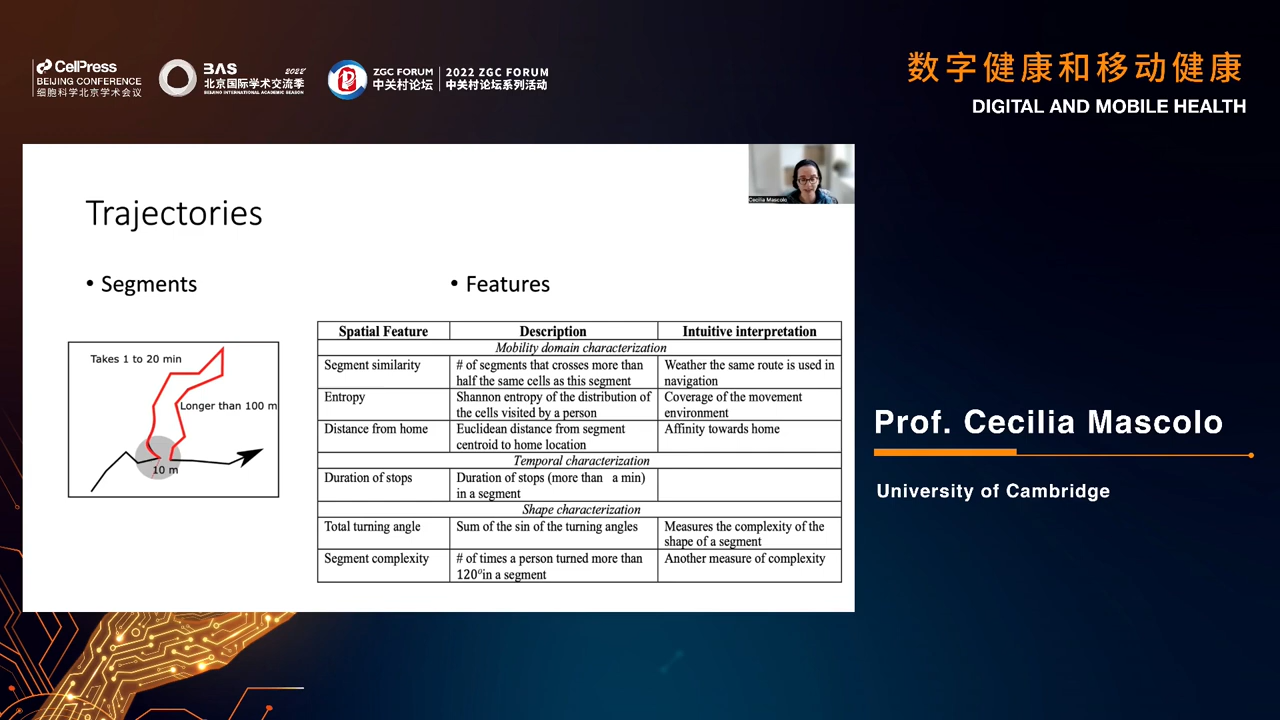 CellPress
BEIJING CONFERENCE
细胞科学北京学术会议
BAS 2022
北京国际学术交流季
BEIJING INTERNATIONAL ACADEMIC SEASON
ZGC FORUM
中关村论坛
2022 ZGC FORUM
中关村论坛系列活动
数字健康和移动健康
DIGITAL AND MOBILE HEALTH
Cecilia Mascolo
Trajectories
• Segments
• Features
Takes 1 to 20 min
Longer than 100 m
10 m
Spatial Feature Description Intuitive interpretation
Mobility domain characterization
Segment similarity # of segments that crosses more than Weather the same route is used in
half the same cells as this segment navigation
Entropy Shannon entropy of the distribution of Coverage of the movement
the cells visited by a person environment
Distance from home Euclidean distance from segment Affinity towards home
centroid to home location
Temporal characterization
Duration of stops Duration of stops (more than a min)
in a segment
Shape characterization
Total turning angle Sum of the sin of the turning angles Measures the complexity of the
shape of a segment
Segment complexity # of times a person turned more than Another measure of complexity
120°in a segment
Prof. Cecilia Mascolo
University of Cambridge